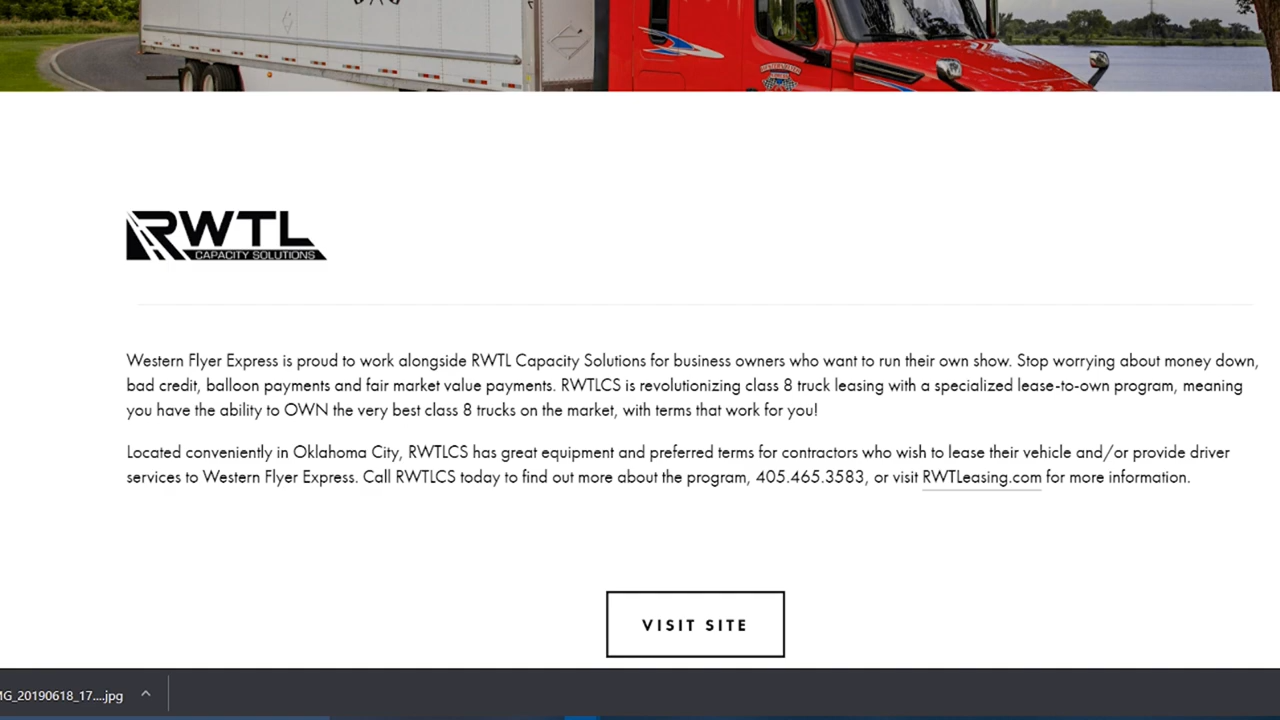 RWTL
CAPACITY SOLUTIONS
Western Flyer Express is proud to work alongside RWTL Capacity Solutions for business owners who want to run their own show. Stop worrying about money down,
bad credit, balloon payments and fair market value payments. RWTLCS is revolutionizing class 8 truck leasing with a specialized lease-to-own program, meaning
you have the ability to OWN the very best class 8 trucks on the market, with terms that work for you!
Located conveniently in Oklahoma City, RWTLCS has great equipment and preferred terms for contractors who wish to lease their vehicle and/or provide driver
services to Western Flyer Express. Call RWTLCS today to find out more about the program, 405.465.3583, or visit RWTLeasing.com for more information.
VISIT SITE
MG_20190618_17....jpg